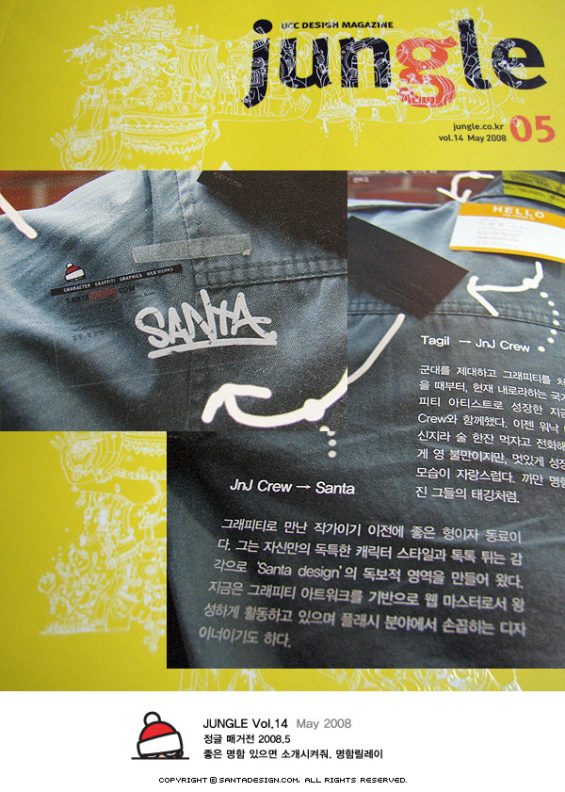 UCC DESIGN MAGAZINE
jungle
jungle.co.kr
vol.14 May 2008
05
CHARACTER GRAFFITI GRAPHICS WEB WORKS
SANTA
HELLO
Tagil → JnJ Crew
군대를 제대하고 그래피티를 처
을 때부터, 현재 내로라하는 국가
피티 아티스트로 성장한 지금
Crew와 함께했다. 이젠 워낙
신지라 술 한잔 먹자고 전화해
게 영 불만이지만, 멋있게 성장
모습이 자랑스럽다. 까만 명함
진 그들의 태깅처럼.
JnJ Crew → Santa
그래피티로 만난 작가이기 이전에 좋은 형이자 동료이
다. 그는 자신만의 독특한 캐릭터 스타일과 톡톡 튀는 감
각으로 ‘Santa design’의 독보적 영역을 만들어 왔다.
지금은 그래피티 아트워크를 기반으로 웹 마스터로서 왕
성하게 활동하고 있으며 플래시 분야에서 손꼽히는 디자
이너이기도 하다.
JUNGLE Vol.14 May 2008
정글 매거전 2008.5
좋은 명함 있으면 소개시켜줘. 명함릴레이
COPYRIGHT @ SANTADESIGN.COM. ALL RIGHTS RESERVED.